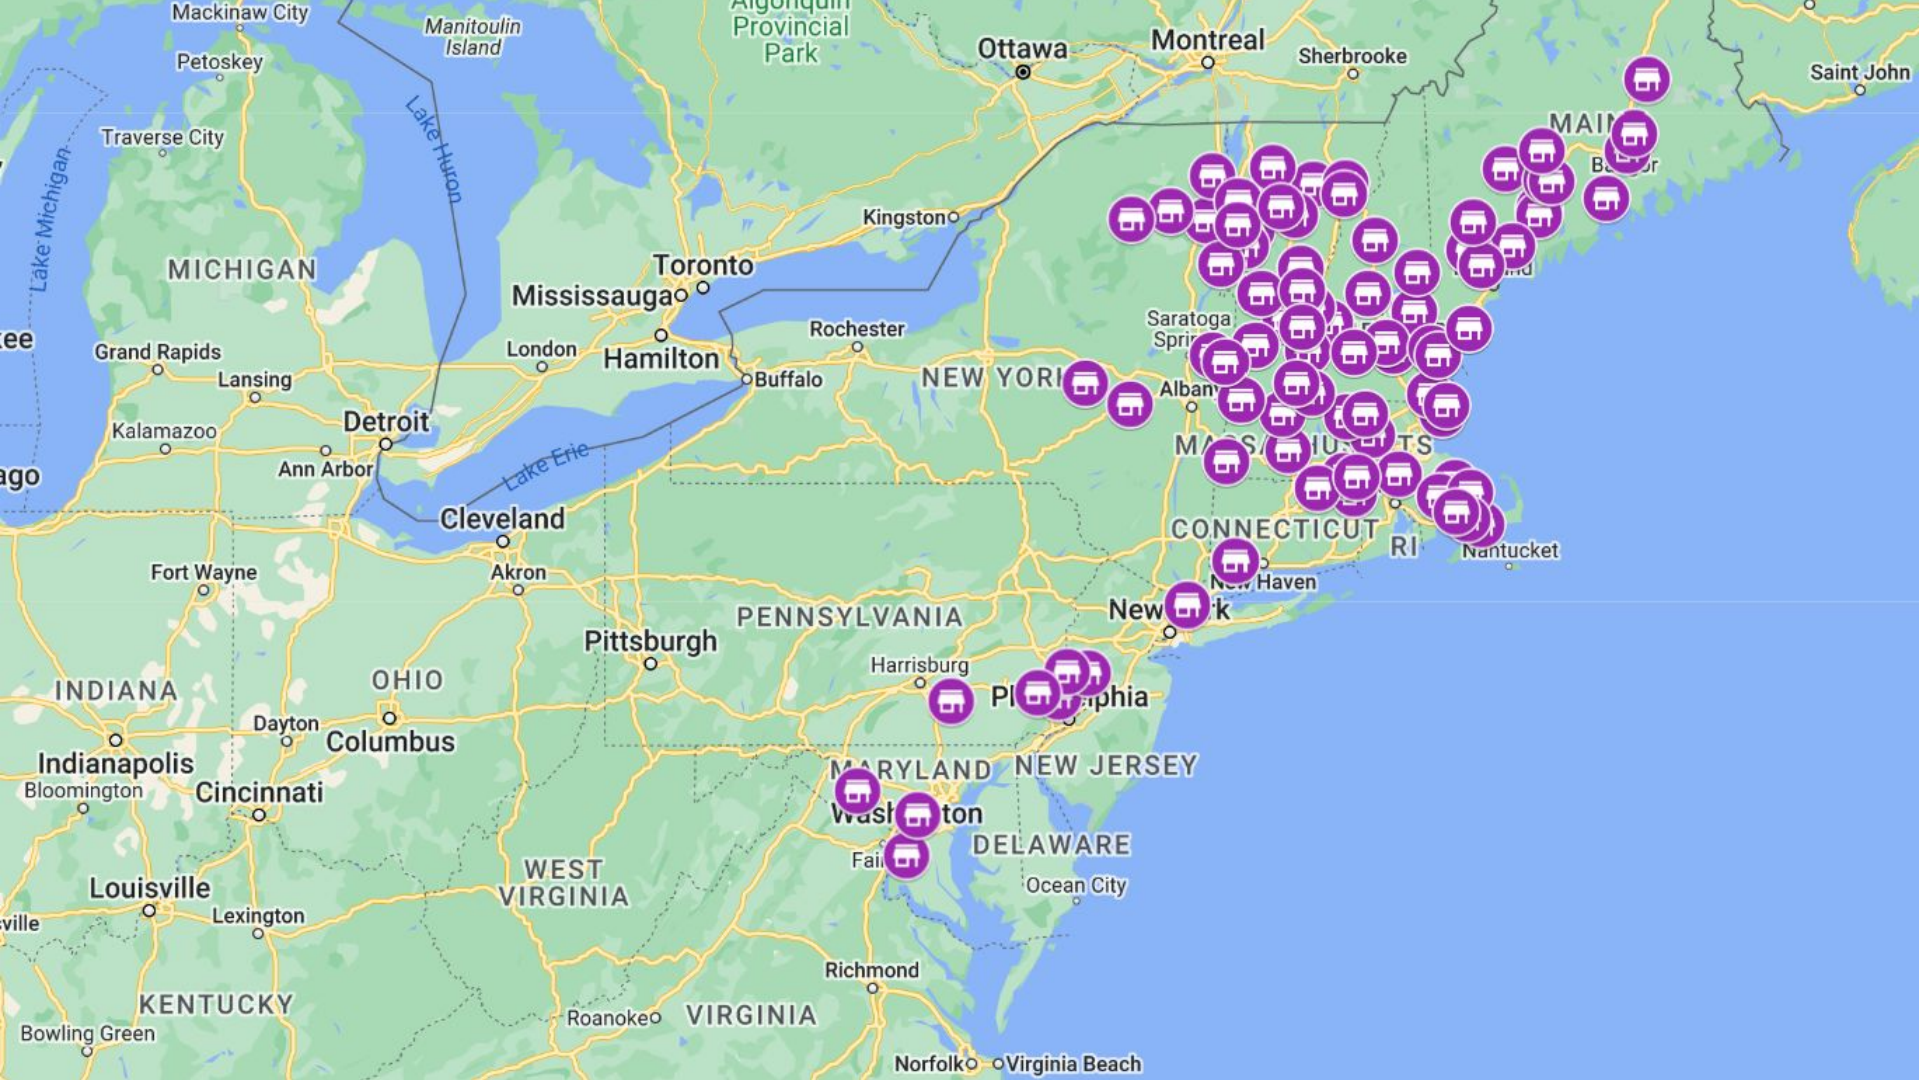 Mackinaw City
Manitoulin
Island
Algonquin
Provincial
Park
Ottawa
Montreal
Sherbrooke
Saint John
Petoskey
Lake Huron
Traverse City
Lake Michigan
MAIN
Kingston
MICHIGAN
Toronto
Mississauga
Saratoga
Rochester
Grand Rapids
London
Hamilton
Lansing
Buffalo
NEW YORK
Albany
Detroit
Kalamazoo
Ann Arbor
Lake Erie
Cleveland
CONNECTICUT
RI
Nantucket
Fort Wayne
Akron
New Haven
PENNSYLVANIA
New
Pittsburgh
Harrisburg
INDIANA
OHIO
Dayton
Columbus
Indianapolis
MARYLAND
NEW JERSEY
Bloomington
Cincinnati
DELAWARE
WEST
VIRGINIA
Ocean City
Louisville
Lexington
Richmond
KENTUCKY
Roanoke
VIRGINIA
Bowling Green
Norfolk
Virginia Beach